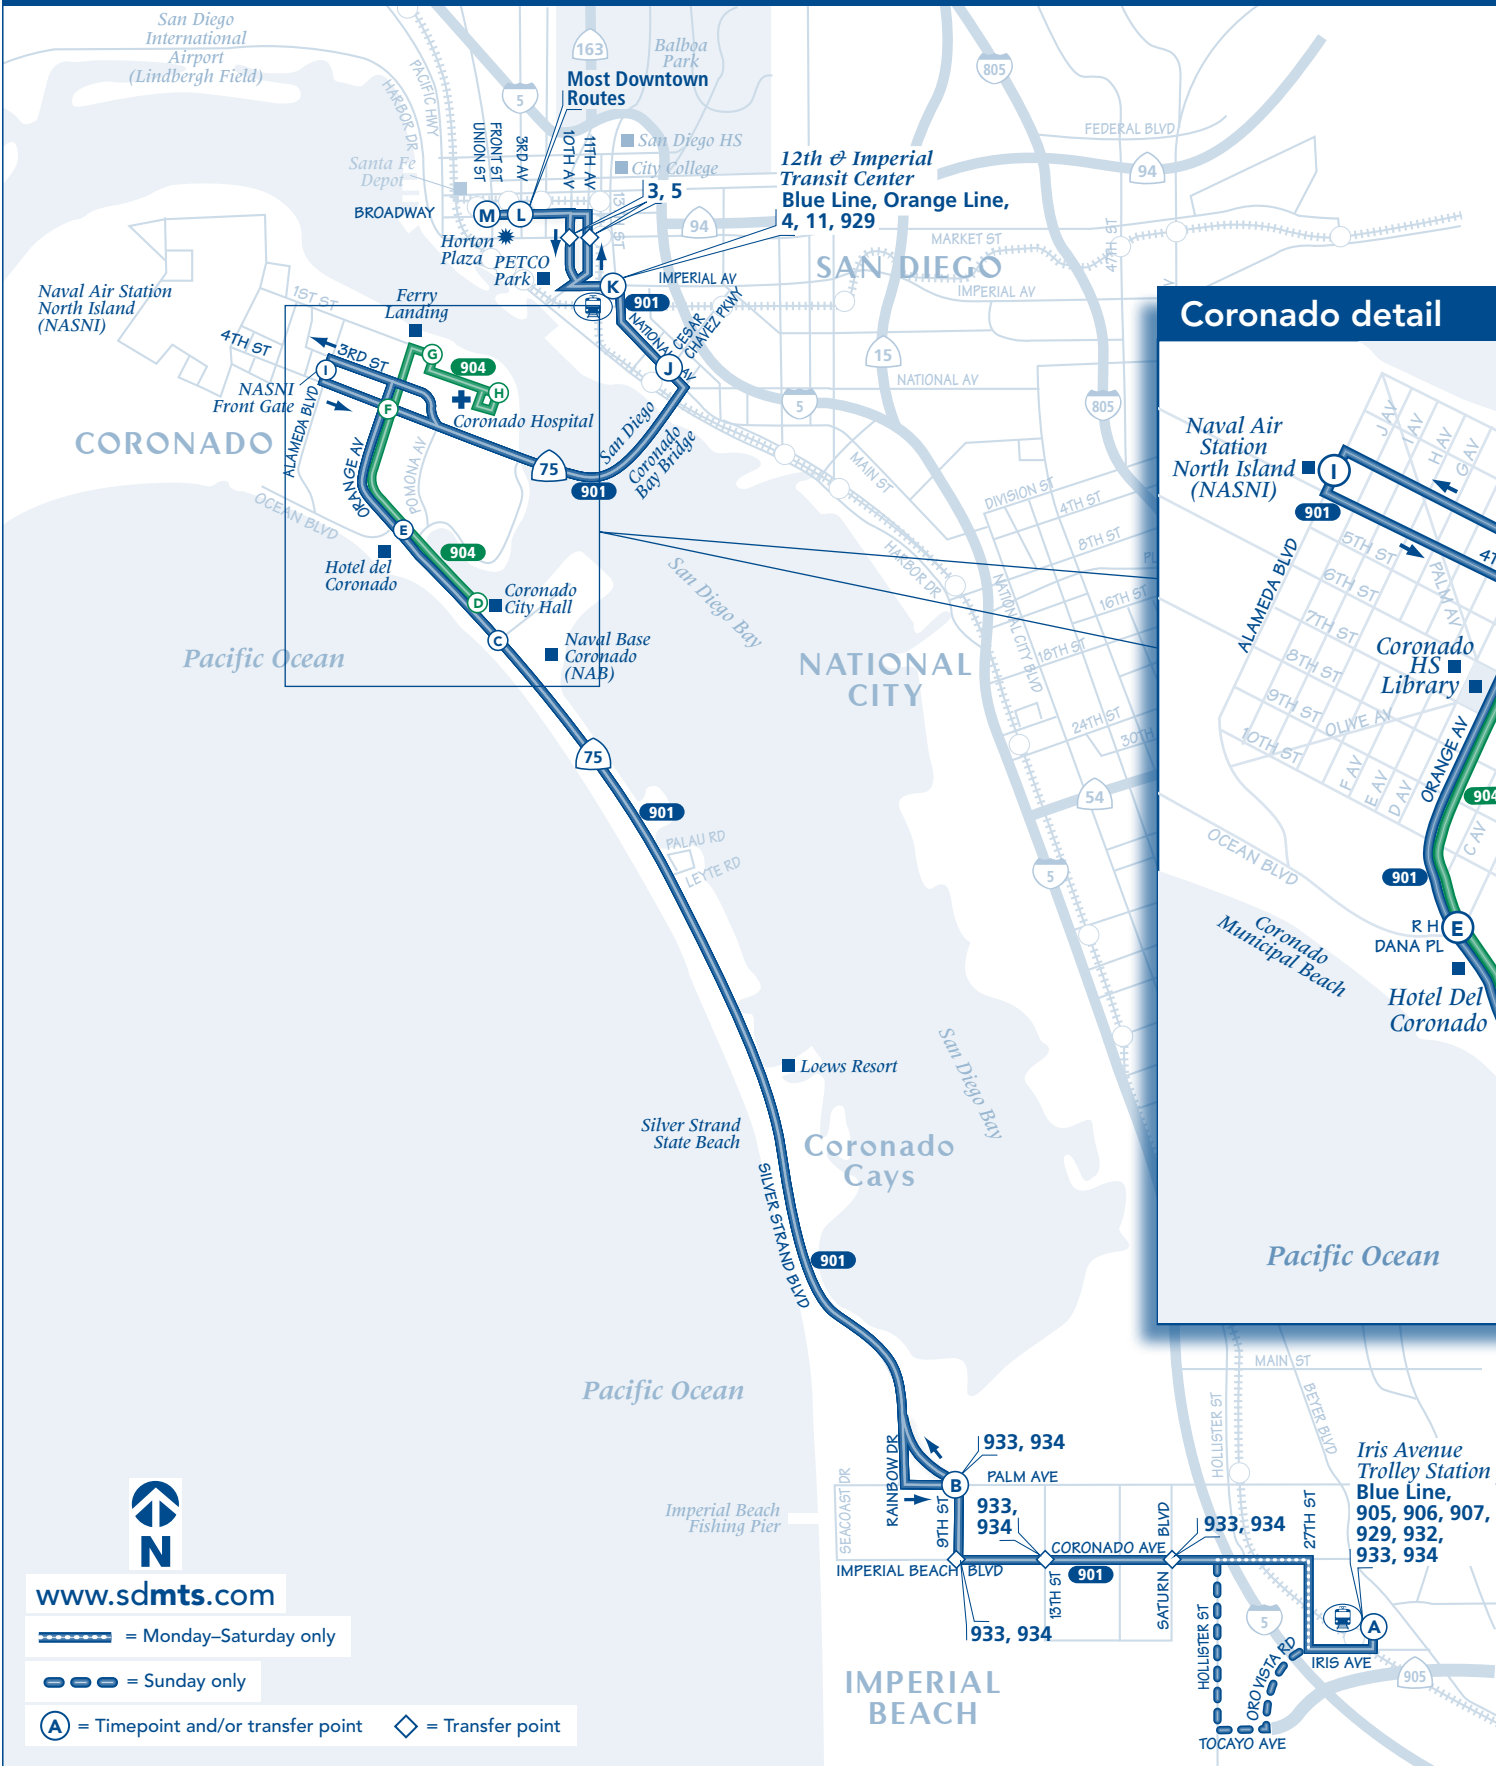 San Diego
International
Airport
(Lindbergh Field)
PACIFIC HWY
HARBOR DR
163
Balboa
Park
805
5
Most Downtown
Routes
UNION ST
FRONT ST
3RD AV
10TH AV
11TH AV
San Diego HS
City College
3, 5
FEDERAL BLVD
94
12th & Imperial
Transit Center
Blue Line, Orange Line,
4, 11, 929
Santa Fe
Depot
BROADWAY
M
L
94
MARKET ST
47TH ST
Horton
Plaza
PETCO
Park
K
IMPERIAL AV
SAN DIEGO
IMPERIAL AV
901
NATIONAL AV
CESAR
CHAVEZ PKWY
J
15
NATIONAL AV
5
805
Naval Air Station
North Island
(NASNI)
1ST ST
Ferry
Landing
4TH ST
3RD ST
G
904
H
I
F
NASNI
Front Gate
Coronado Hospital
CORONADO
ALAMEDA BLVD
ORANGE AV
POMONA AV
OCEAN BLVD
75
901
San Diego
Coronado
Bay Bridge
MAIN ST
DIVISION ST
4TH ST
8TH ST
16TH ST
18TH ST
24TH ST
30TH
HARBOR DR
NATIONAL CITY BLVD
E
904
Hotel del
Coronado
D
Coronado
City Hall
C
Naval Base
Coronado
(NAB)
San Diego Bay
Pacific Ocean
NATIONAL
CITY
75
54
901
PALAU RD
LEYTE RD
5
Loews Resort
San Diego Bay
Silver Strand
State Beach
Coronado
Cays
SILVER STRAND BLVD
901
Pacific Ocean
Coronado detail
Naval Air
Station
North Island
(NASNI)
I
901
J AV
I AV
H AV
G AV
5TH ST
6TH ST
7TH ST
8TH ST
9TH ST
10TH ST
PALM AV
OLIVE AV
ALAMEDA BLVD
Coronado
HS
Library
F AV
E AV
D AV
C AV
ORANGE AV
904
OCEAN BLVD
901
Coronado
Municipal Beach
R H
DANA PL
E
Hotel Del
Coronado
Pacific Ocean
MAIN ST
HOLLISTER ST
BEYER BLVD
933, 934
RAINBOW DR
B
PALM AVE
SEACOAST DR
Imperial Beach
Fishing Pier
9TH ST
933,
934
CORONADO AVE
SATURN BLVD
933, 934
27TH ST
Iris Avenue
Trolley Station
Blue Line,
905, 906, 907,
929, 932,
933, 934
IMPERIAL BEACH BLVD
13TH ST
901
933, 934
HOLLISTER ST
5
A
IRIS AVE
ORO VISTA RD
905
TOCAYO AVE
IMPERIAL
BEACH
N
www.sdmts.com
= Monday–Saturday only
= Sunday only
A = Timepoint and/or transfer point
= Transfer point